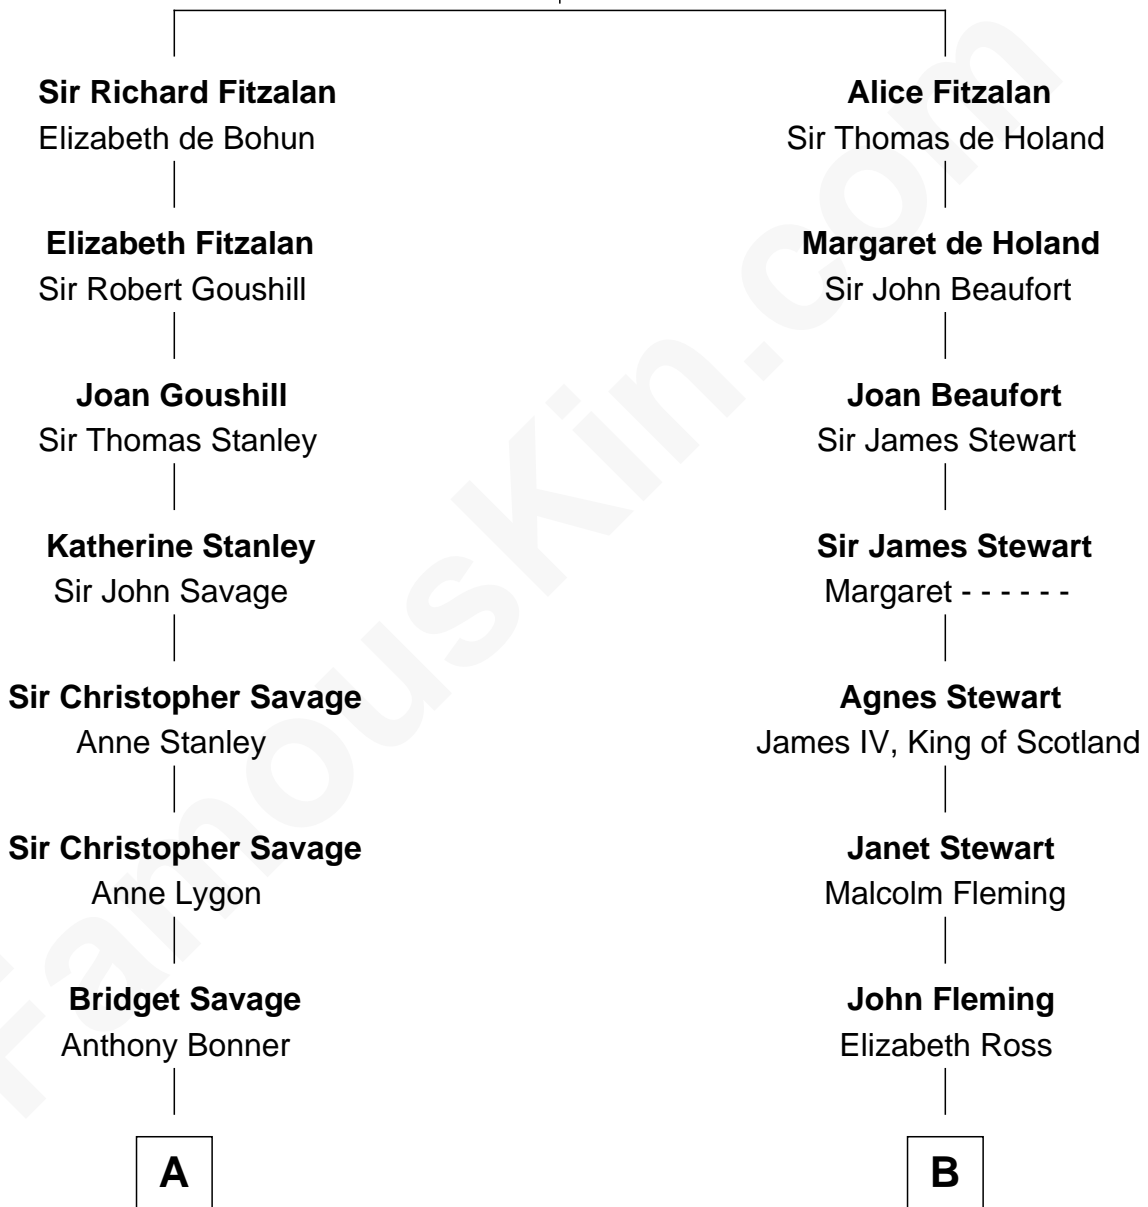 Sir Richard Fitzalan
Elizabeth de Bohun
Elizabeth Fitzalan
Sir Robert Goushill
Joan Goushill
Sir Thomas Stanley
Katherine Stanley
Sir John Savage
Sir Christopher Savage
Anne Stanley
Sir Christopher Savage
Anne Lygon
Bridget Savage
Anthony Bonner
A
Alice Fitzalan
Sir Thomas de Holand
Margaret de Holand
Sir John Beaufort
Joan Beaufort
Sir James Stewart
Sir James Stewart
Margaret - - - - - -
Agnes Stewart
James IV, King of Scotland
Janet Stewart
Malcolm Fleming
John Fleming
Elizabeth Ross
B
FamousKin.com